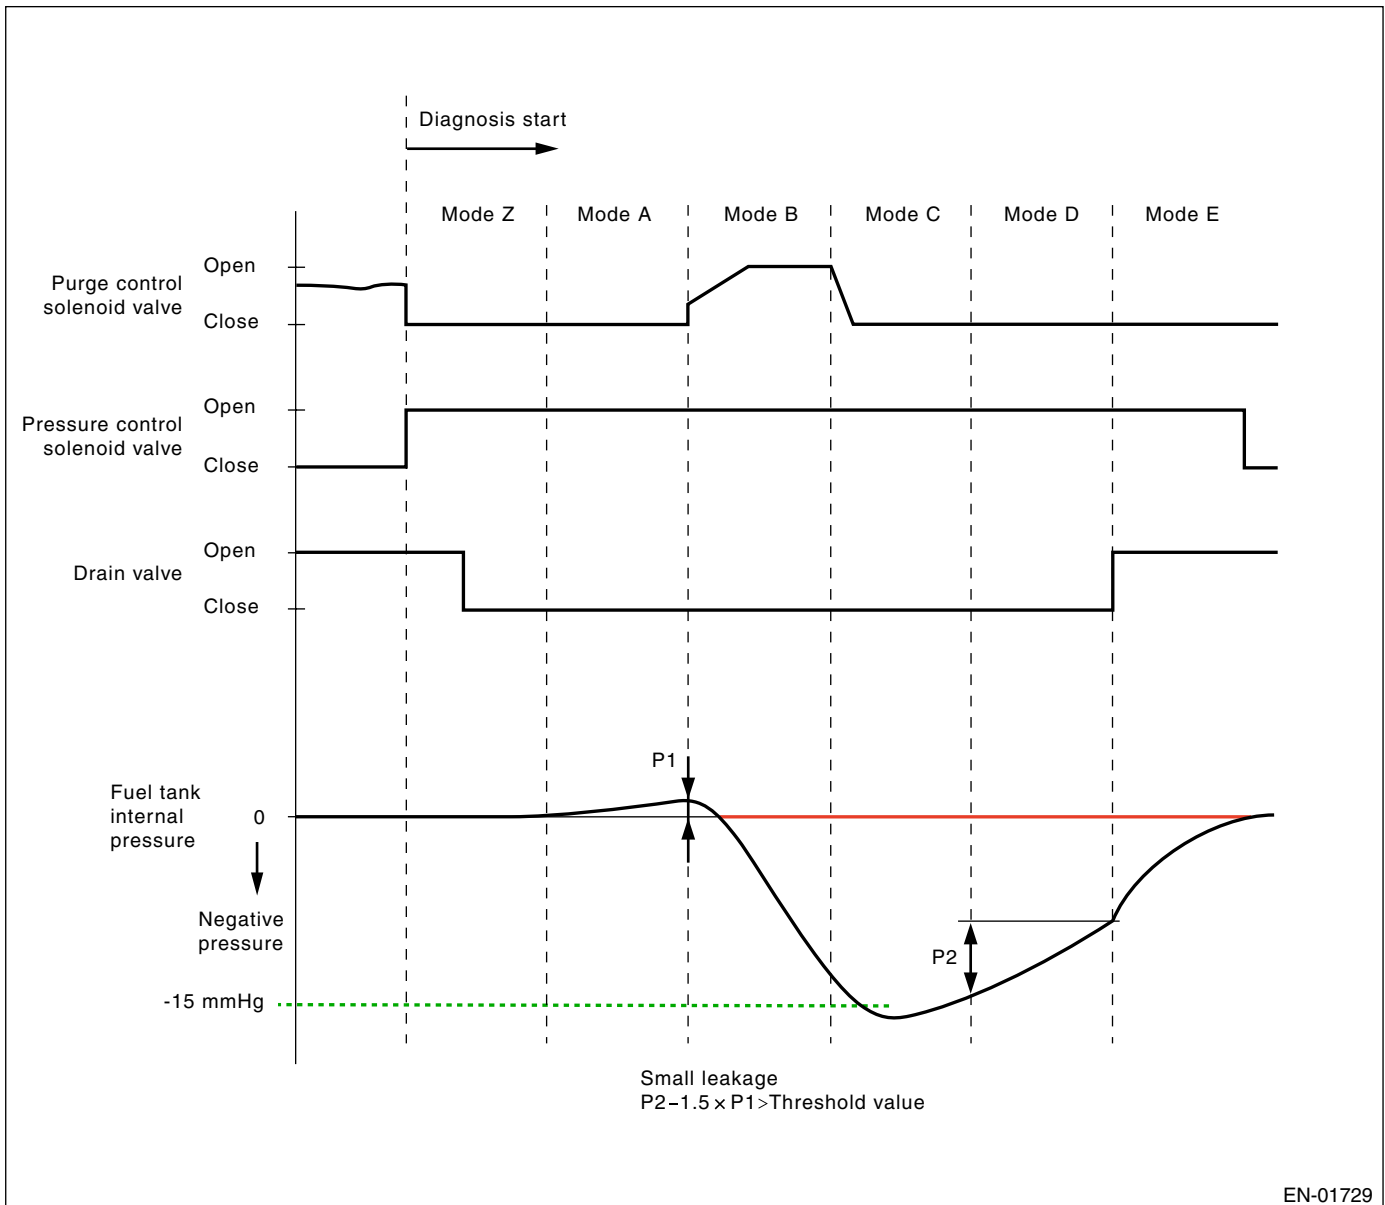 Diagnosis start
Mode Z
Mode A
Mode B
Mode C
Mode D
Mode E
Purge control
solenoid valve
Open
Close
Pressure control
solenoid valve
Open
Close
Drain valve
Open
Close
P1
Fuel tank
internal
pressure
0
Negative
pressure
P2
-15 mmHg
Small leakage
P2–1.5×P1>Threshold value
EN-01729